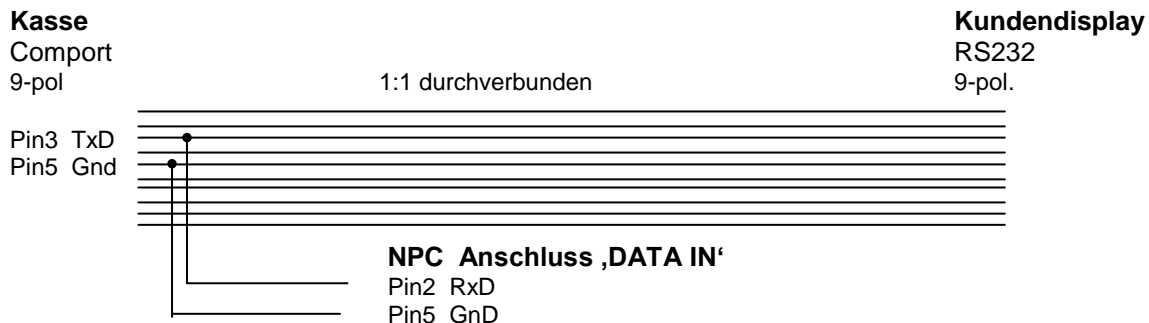 Kasse
Kundendisplay
Comport
RS232
9-pol
1:1 durchverbunden
9-pol.
Pin3 TxD
Pin5 Gnd
NPC Anschluss ‚DATA IN‘
Pin2 RxD
Pin5 GnD